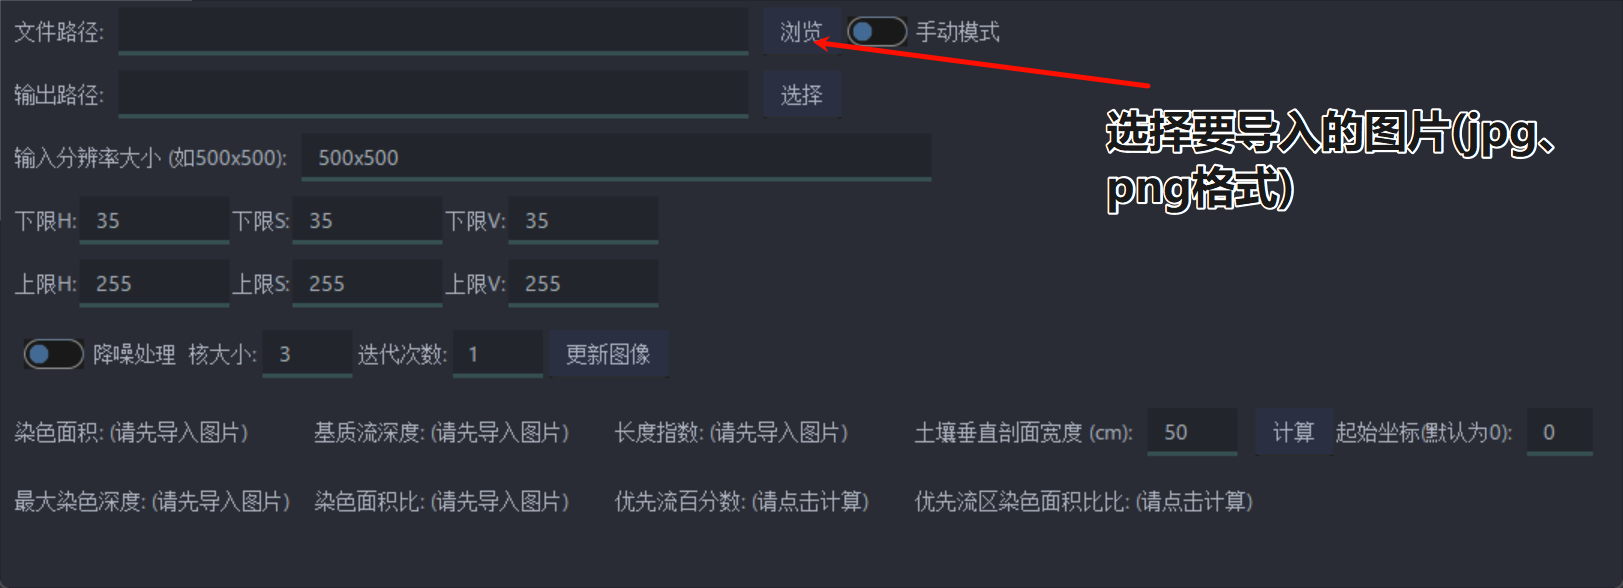 文件路径: 浏览 手动模式
输出路径: 选择
选择要导入的图片(jpg、
png格式)
输入分辨率大小 (如500x500): 500x500
下限H: 35 下限S: 35 下限V: 35
上限H: 255 上限S: 255 上限V: 255
降噪处理 核大小: 3 迭代次数: 1 更新图像
染色面积: (请先导入图片) 基质流深度: (请先导入图片) 长度指数: (请先导入图片) 土壤垂直剖面宽度 (cm): 50 计算 起始坐标(默认为0): 0
最大染色深度: (请先导入图片) 染色面积比: (请先导入图片) 优先流百分数: (请点击计算) 优先流区染色面积比比: (请点击计算)